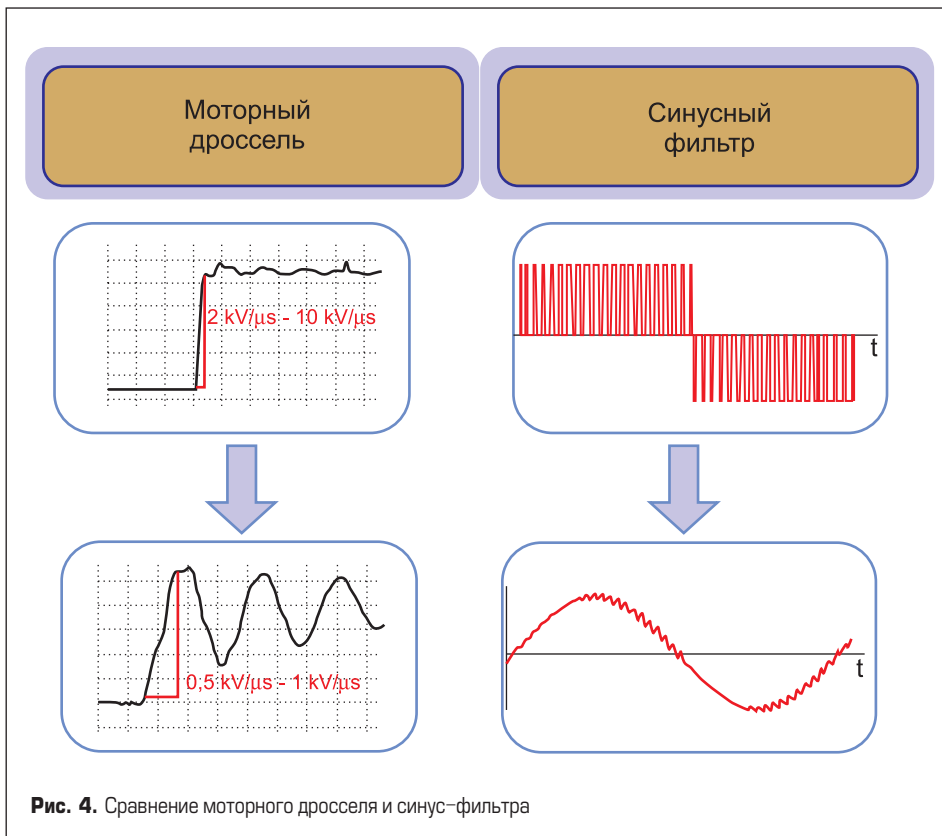 Моторный
дроссель
Синусный
фильтр
2 kV/µs - 10 kV/µs
t
0,5 kV/µs - 1 kV/µs
t
Рис. 4. Сравнение моторного дросселя и синус-фильтра